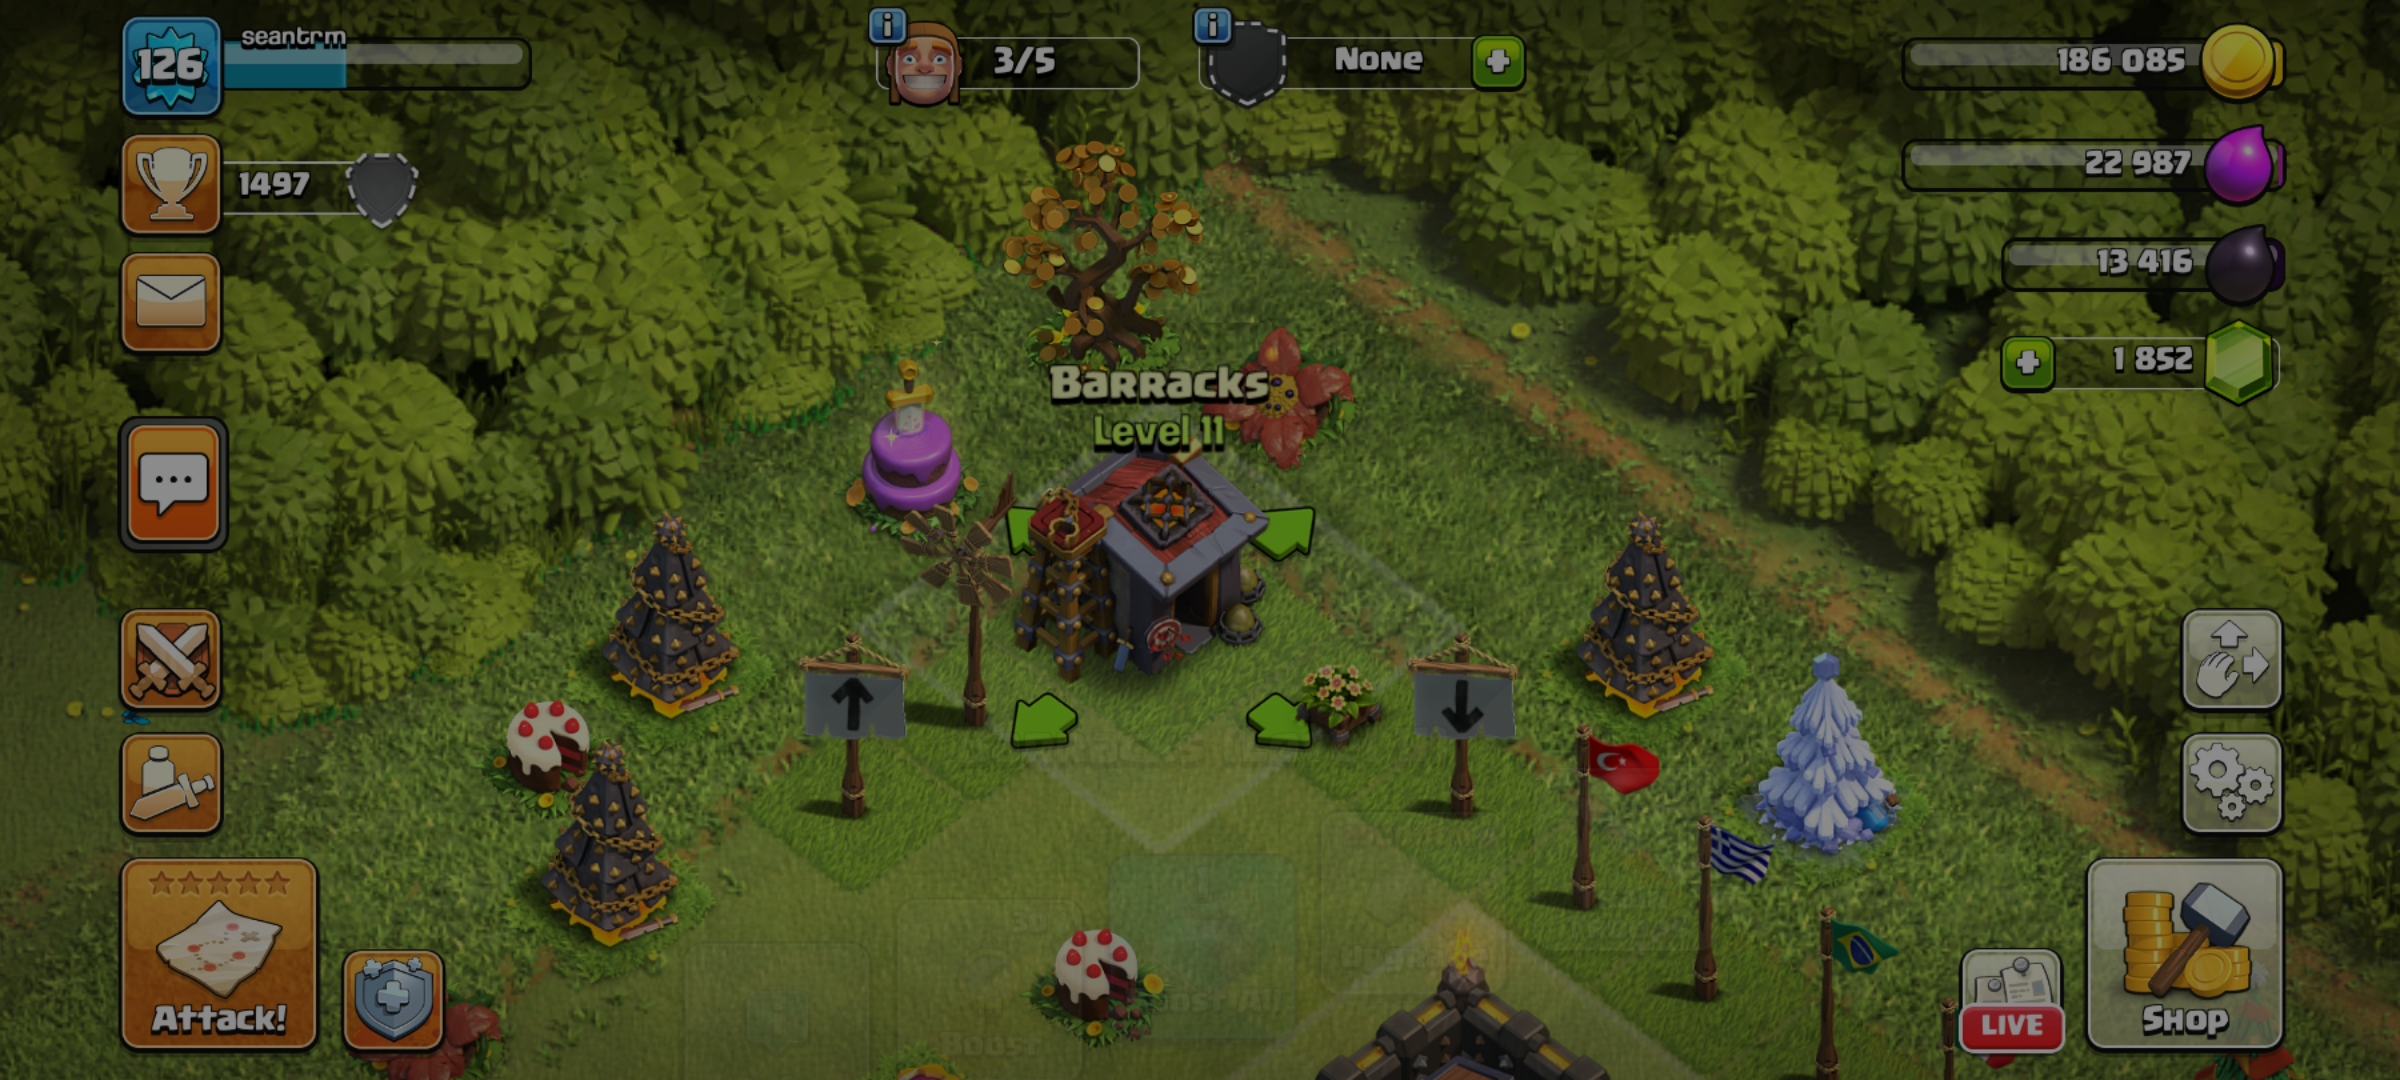 126
seantrm
3/5
None
186 085
1497
22 987
13 416
1 852
Barracks
Level 11
Attack!
Boost
LIVE
Shop